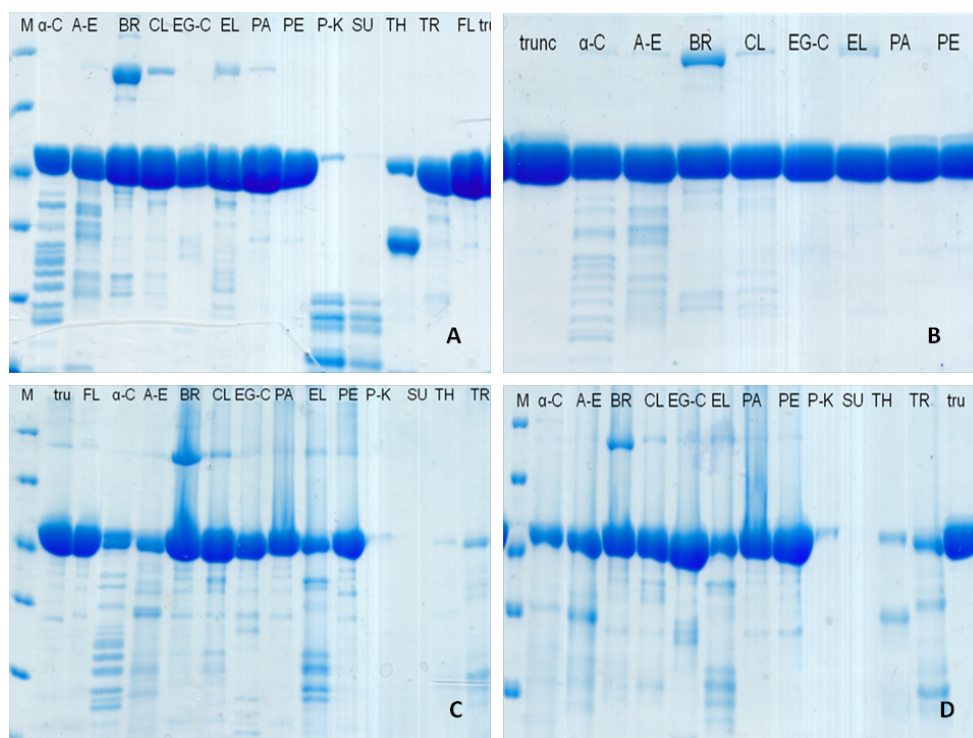 M α-C A-E BR CL EG-C EL PA PE P-K SU TH TR FL tru
A
trunc α-C A-E BR CL EG-C EL PA PE
B
M tru FL α-C A-E BR CL EG-C PA EL PE P-K SU TH TR
C
M α-C A-E BR CL EG-C EL PA PE P-K SU TH TR tru
D